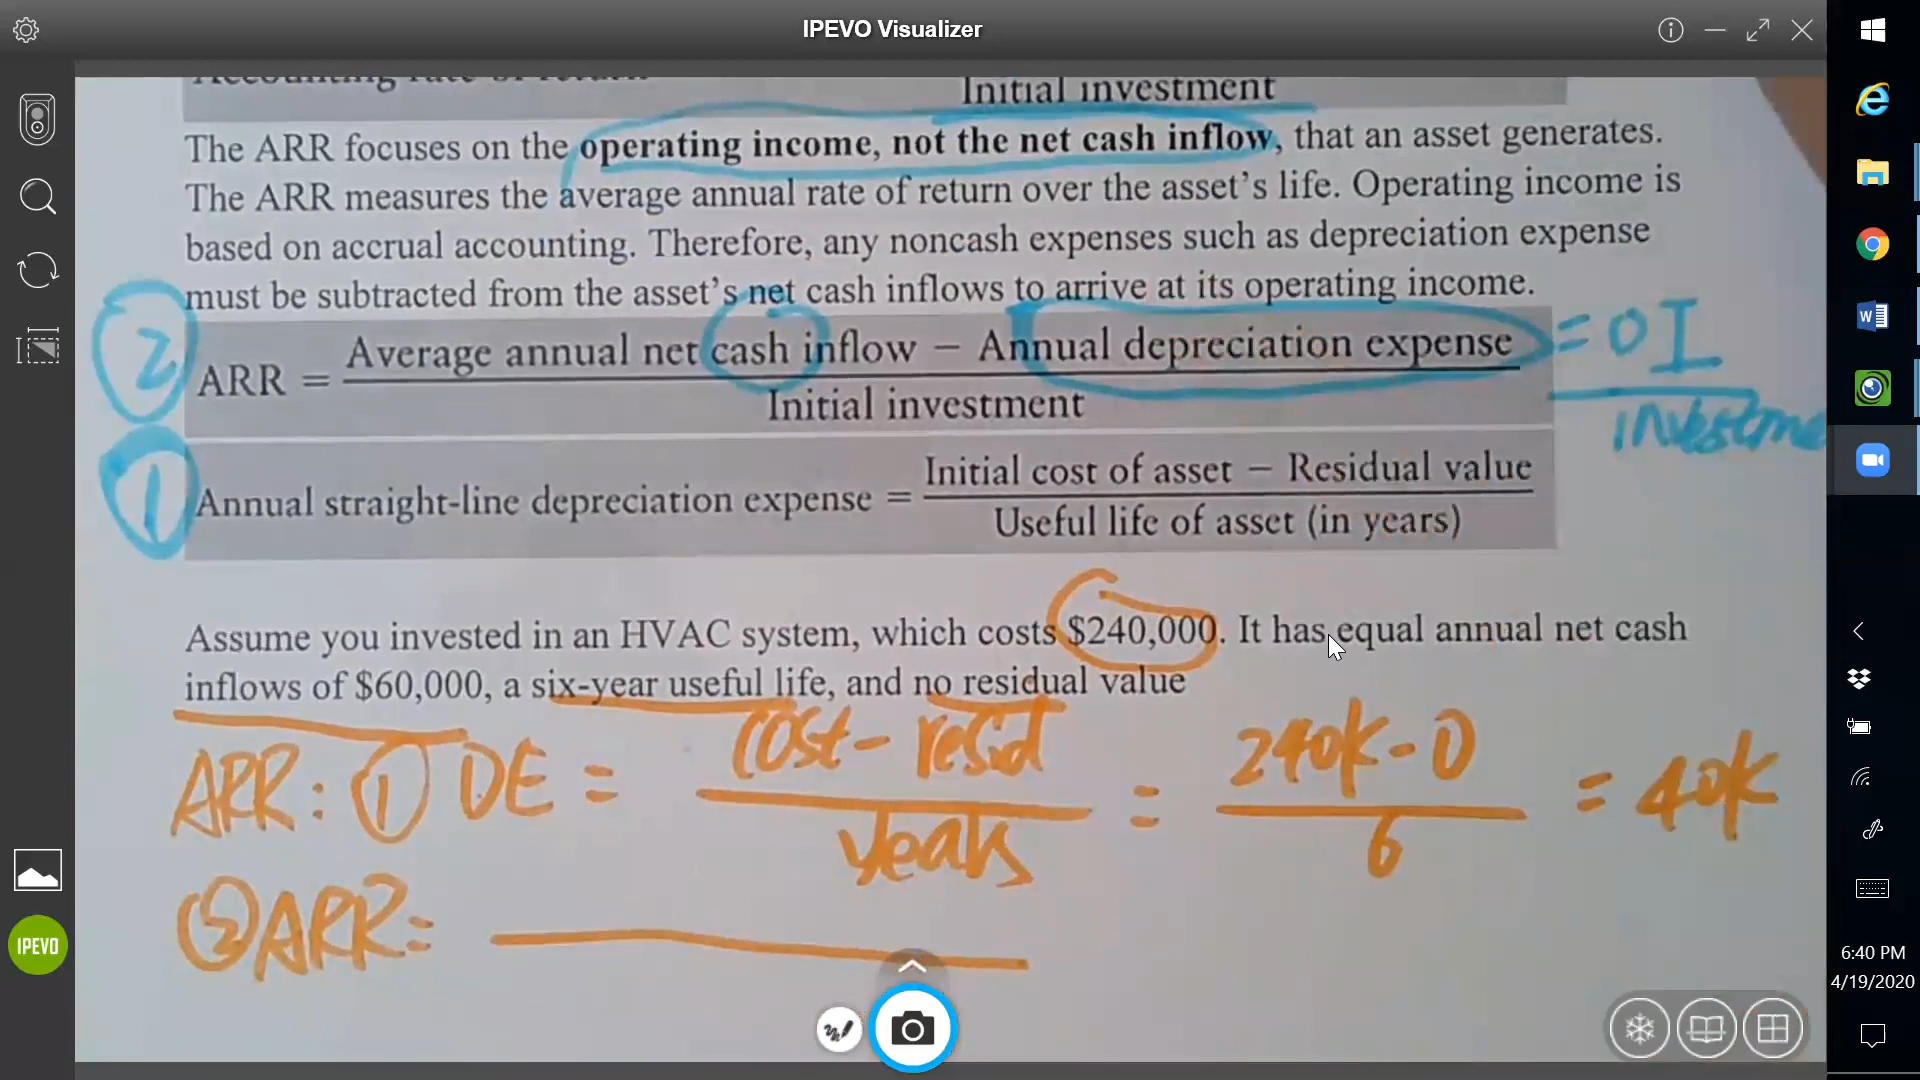 IPEVO Visualizer
Accounting rate of return
Initial investment
The ARR focuses on the operating income, not the net cash inflow, that an asset generates.
The ARR measures the average annual rate of return over the asset's life. Operating income is
based on accrual accounting. Therefore, any noncash expenses such as depreciation expense
must be subtracted from the asset's net cash inflows to arrive at its operating income.
2 ARR = Average annual net cash inflow − Annual depreciation expense = OI
Initial investment investme
1 Annual straight-line depreciation expense = Initial cost of asset − Residual value
Useful life of asset (in years)
Assume you invested in an HVAC system, which costs $240,000. It has equal annual net cash
inflows of $60,000, a six-year useful life, and no residual value
ARR: 1 DE = cost - resid = 240k - 0 = 40k
years 6
2 ARR =
IPEVO
6:40 PM
4/19/2020